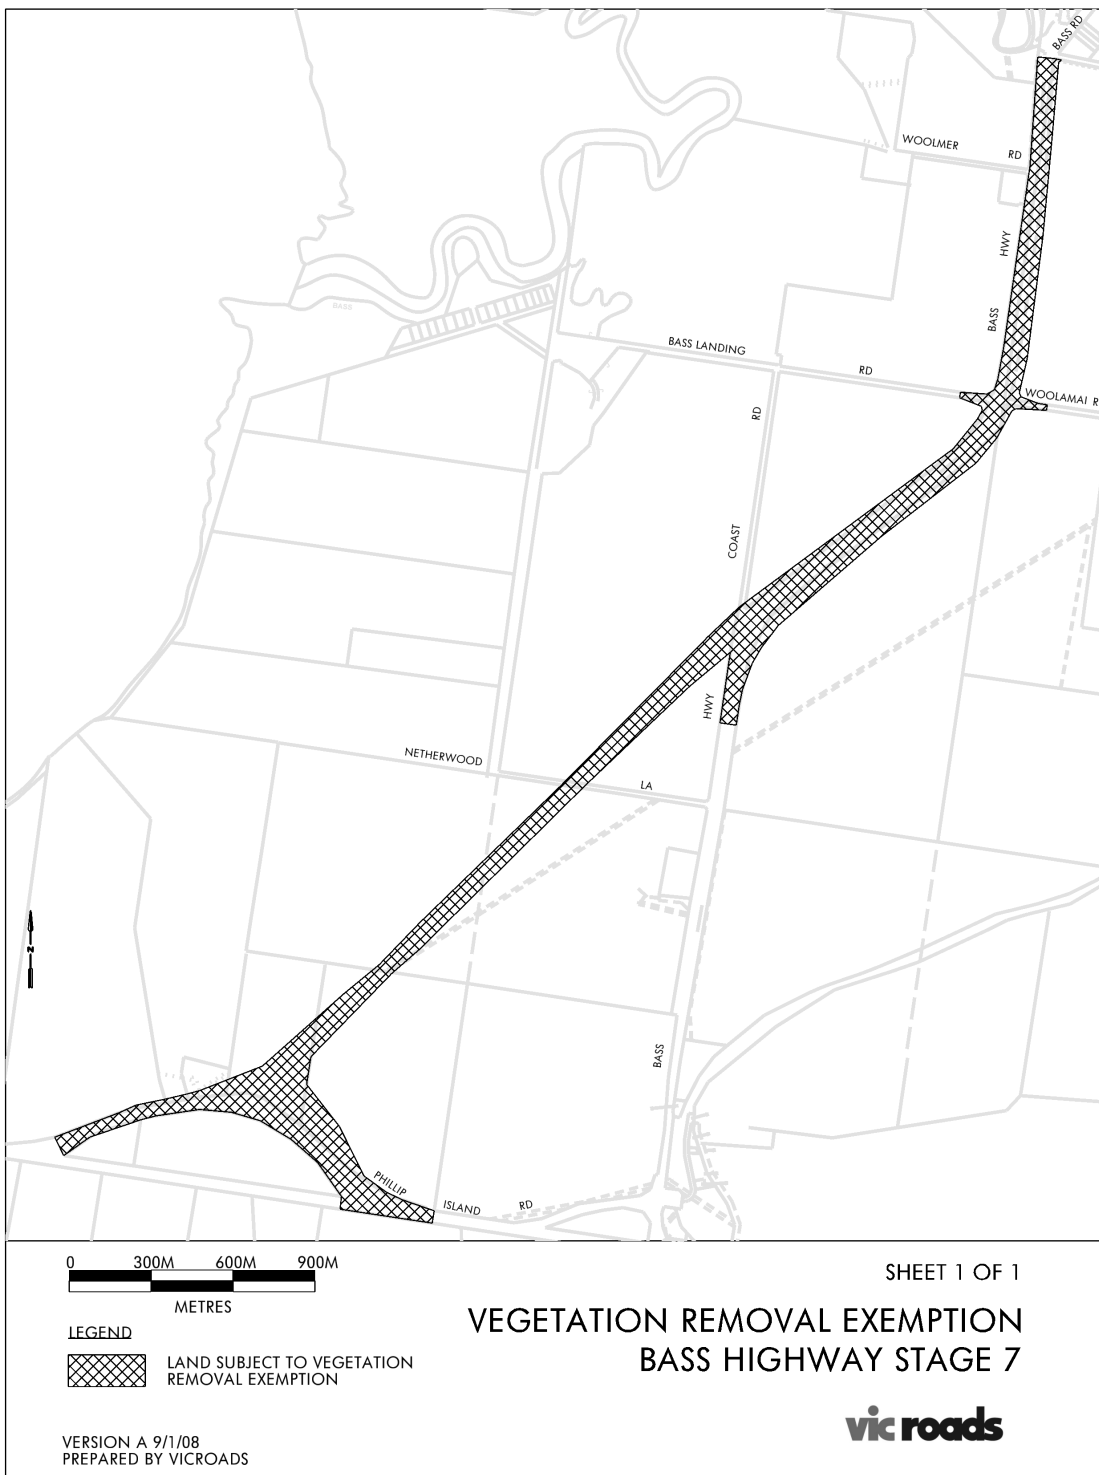 BASS RD
WOOLMER RD
HWY
BASS
BASS
BASS LANDING RD
WOOLAMAI R
RD
COAST
HWY
NETHERWOOD LA
N
BASS
PHILLIP ISLAND RD
0 300M 600M 900M
METRES
LEGEND
LAND SUBJECT TO VEGETATION
REMOVAL EXEMPTION
VERSION A 9/1/08
PREPARED BY VICROADS
SHEET 1 OF 1
VEGETATION REMOVAL EXEMPTION
BASS HIGHWAY STAGE 7
vic roads